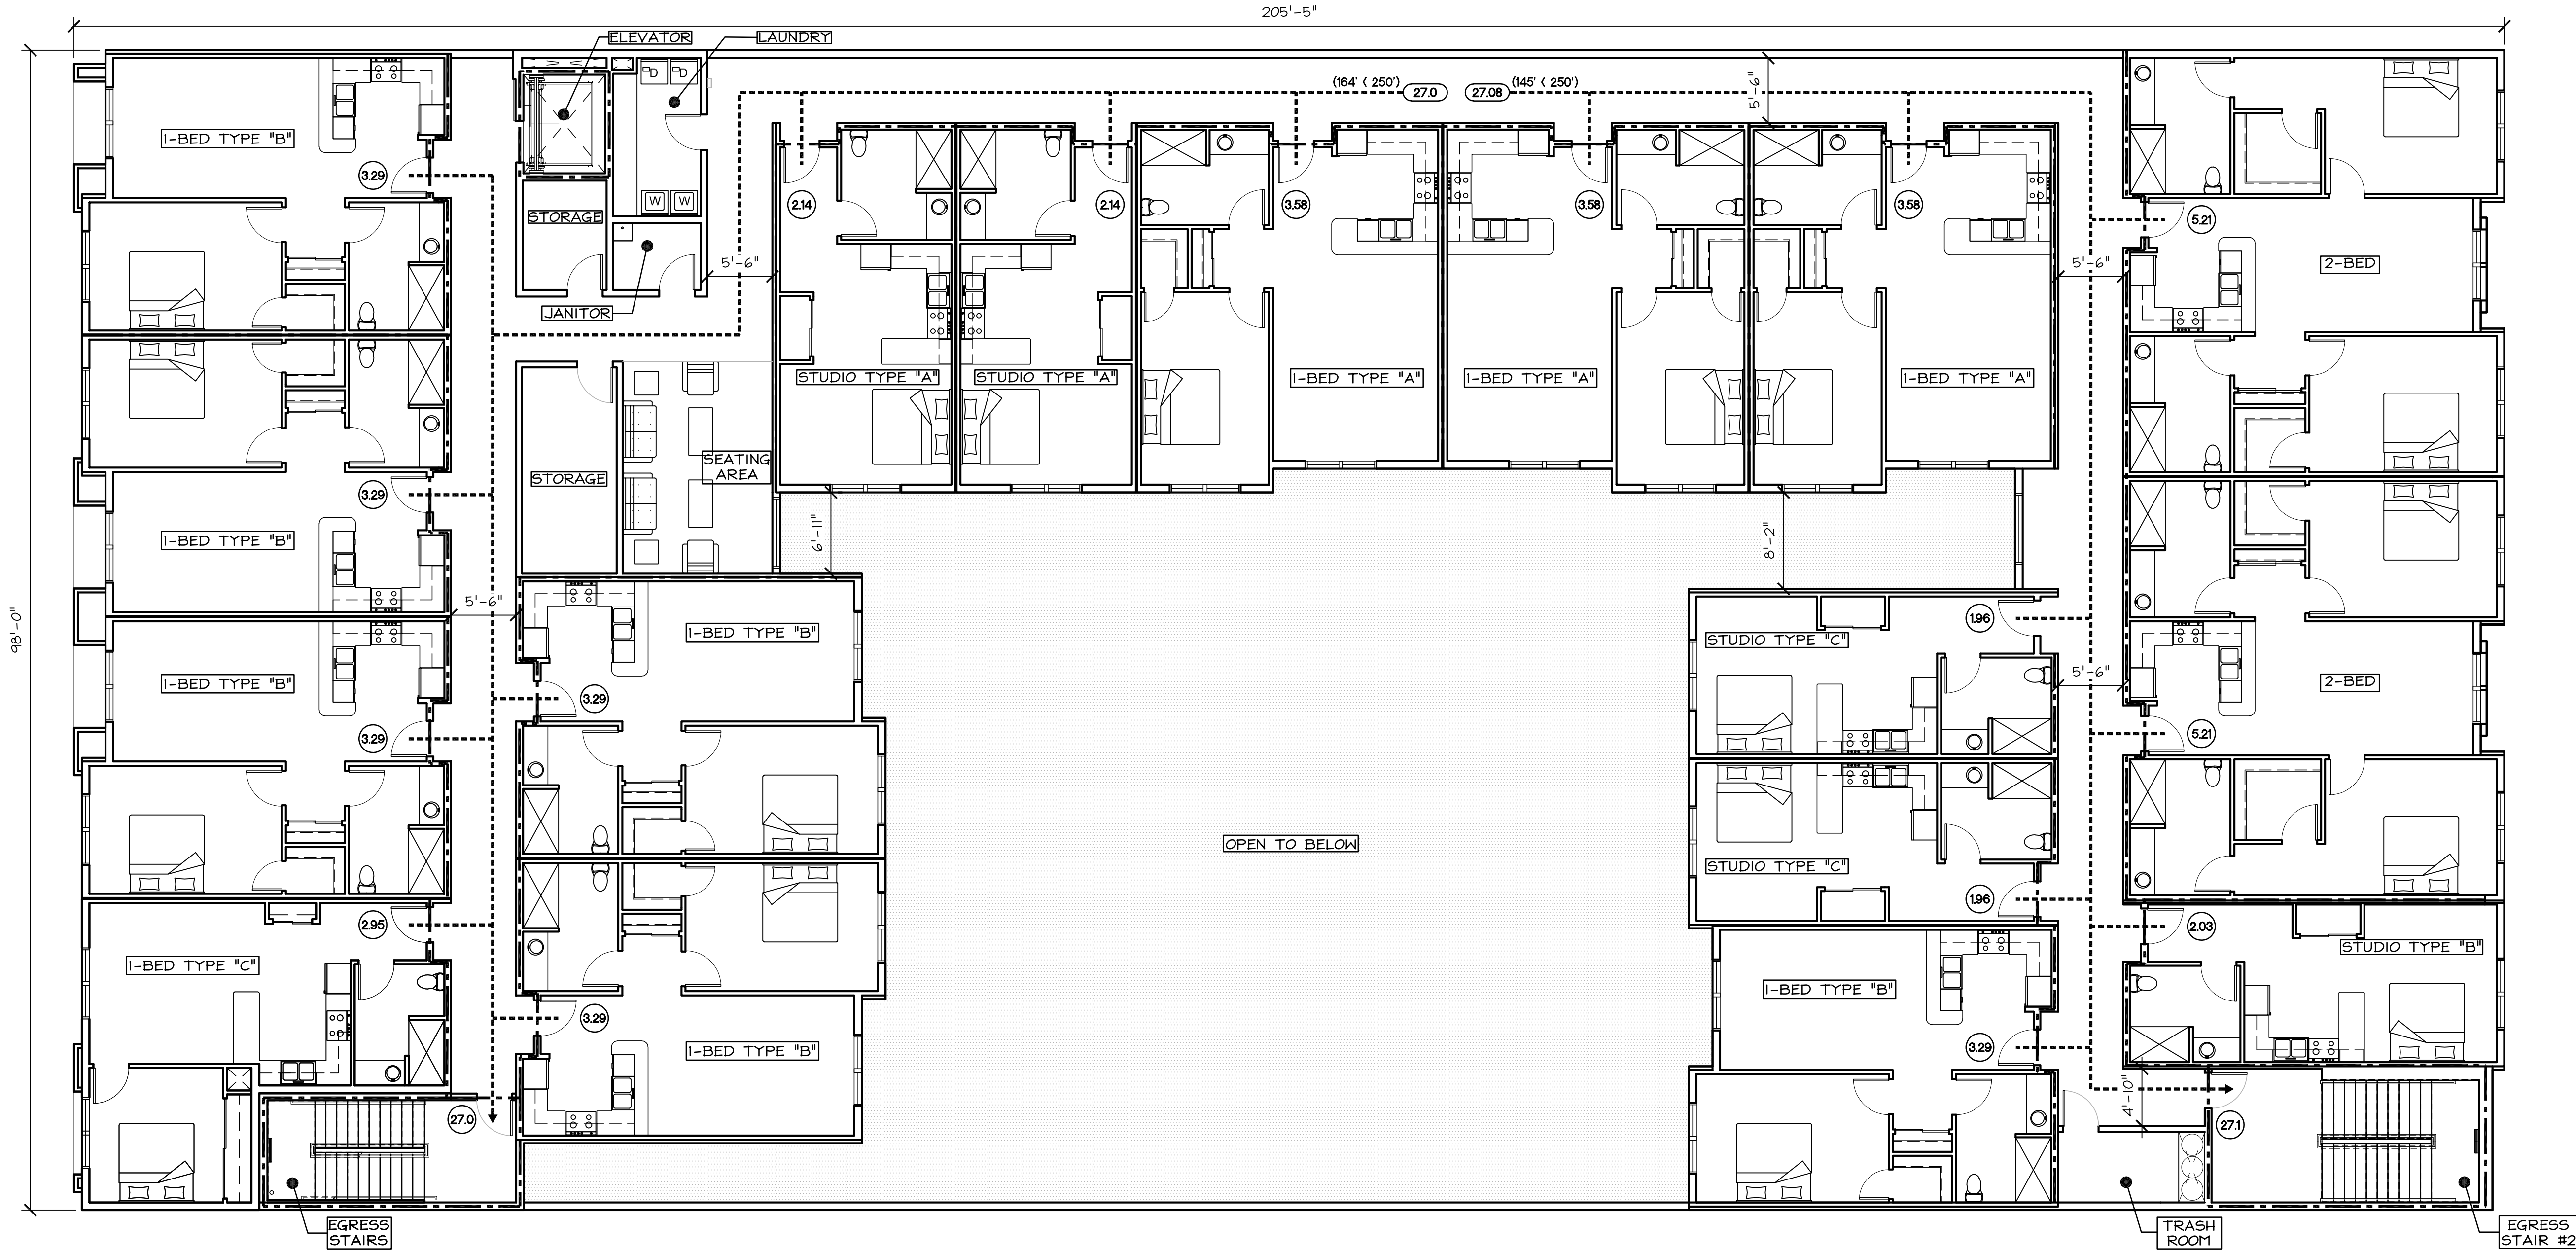 205'-5"
ELEVATOR
LAUNDRY
(164' < 250')
27.0
27.08
(145' < 250')
5'-6"
D
D
1-BED TYPE "B"
3.29
W
W
STORAGE
2.14
2.14
3.58
3.58
3.58
5.21
5'-6"
5'-6"
2-BED
JANITOR
STUDIO TYPE "A"
STUDIO TYPE "A"
1-BED TYPE "A"
1-BED TYPE "A"
1-BED TYPE "A"
SEATING
AREA
STORAGE
3.29
1-BED TYPE "B"
6'-11"
8'-2"
98'-0"
5'-6"
1-BED TYPE "B"
1.96
STUDIO TYPE "C"
5'-6"
1-BED TYPE "B"
2-BED
3.29
3.29
5.21
OPEN TO BELOW
STUDIO TYPE "C"
1.96
2.95
2.03
STUDIO TYPE "B"
1-BED TYPE "C"
1-BED TYPE "B"
3.29
1-BED TYPE "B"
3.29
4'-10"
27.0
27.1
EGRESS
STAIRS
TRASH
ROOM
EGRESS
STAIR #2